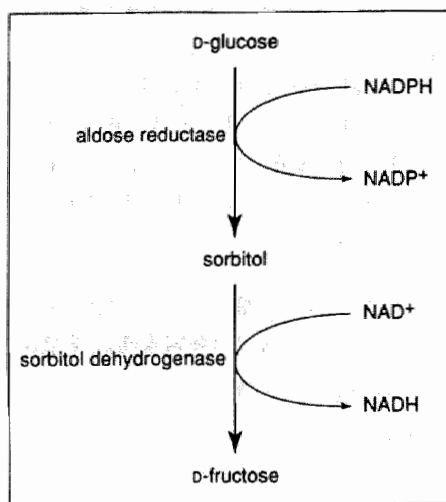 D-glucose
NADPH
aldose reductase
NADP+
sorbitol
NAD+
sorbitol dehydrogenase
NADH
D-fructose